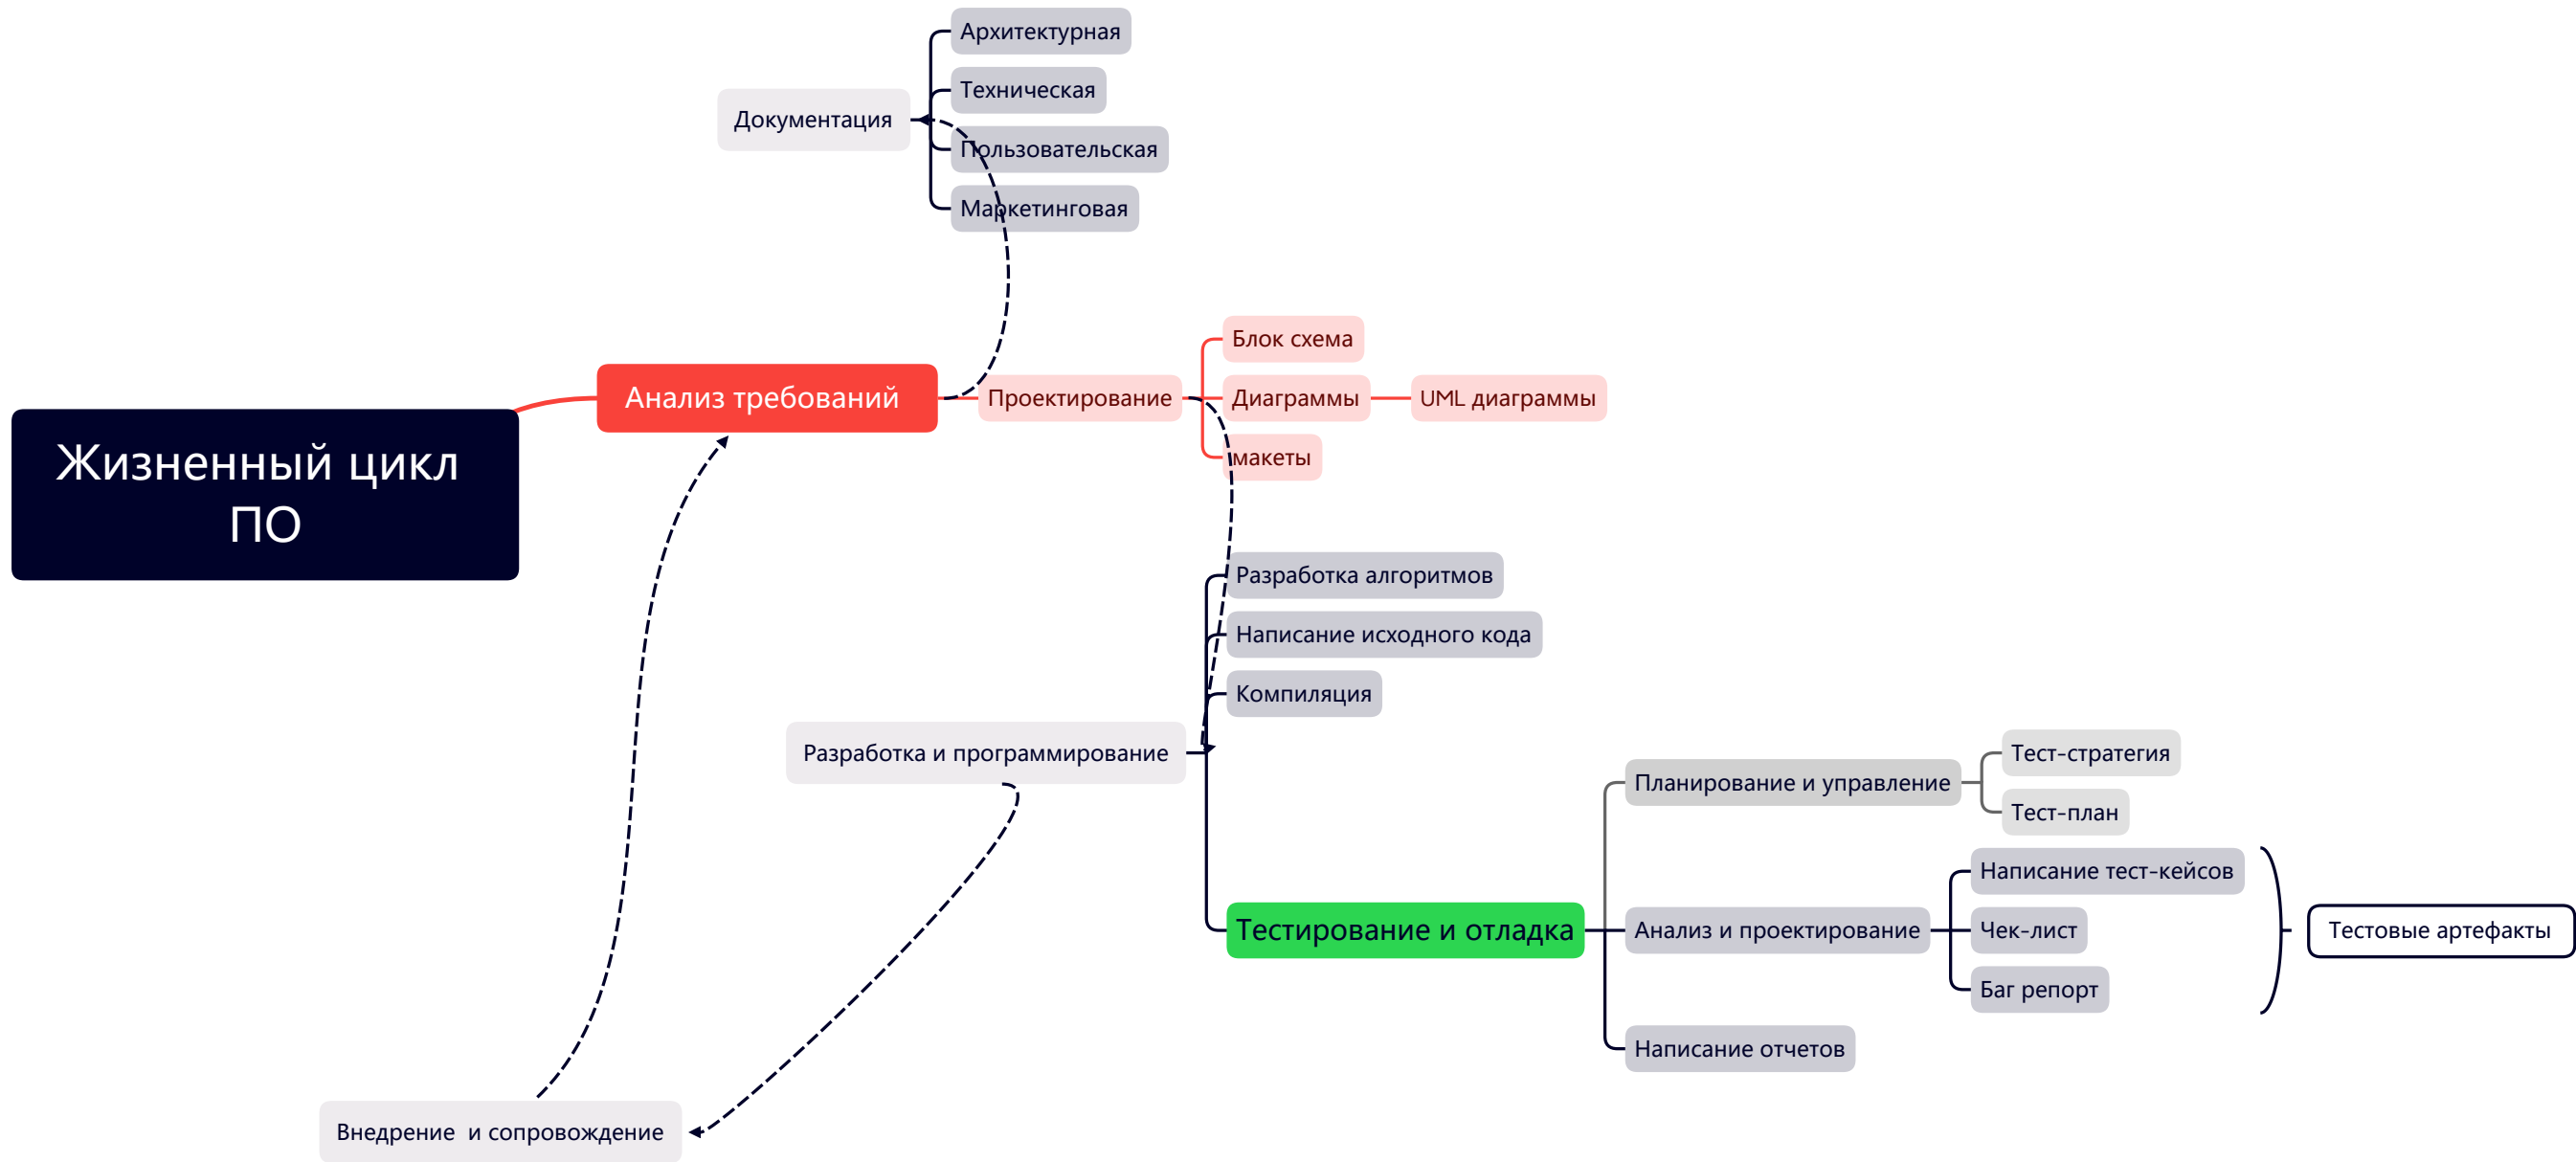 Архитектурная
Техническая
Документация
Пользовательская
Маркетинговая
Блок схема
Анализ требований
Проектирование
Диаграммы
UML диаграммы
макеты
Жизненный цикл
ПО
Разработка алгоритмов
Написание исходного кода
Компиляция
Разработка и программирование
Тест-стратегия
Планирование и управление
Тест-план
Написание тест-кейсов
Тестирование и отладка
Анализ и проектирование
Чек-лист
Тестовые артефакты
Баг репорт
Написание отчетов
Внедрение  и сопровождение